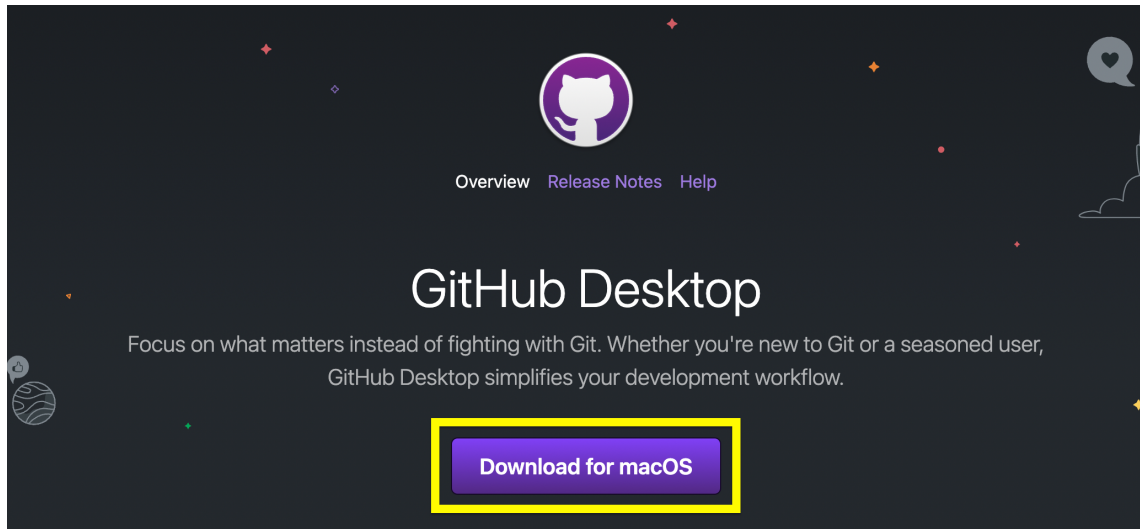 Overview Release Notes Help
GitHub Desktop
Focus on what matters instead of fighting with Git. Whether you're new to Git or a seasoned user,
GitHub Desktop simplifies your development workflow.
Download for macOS